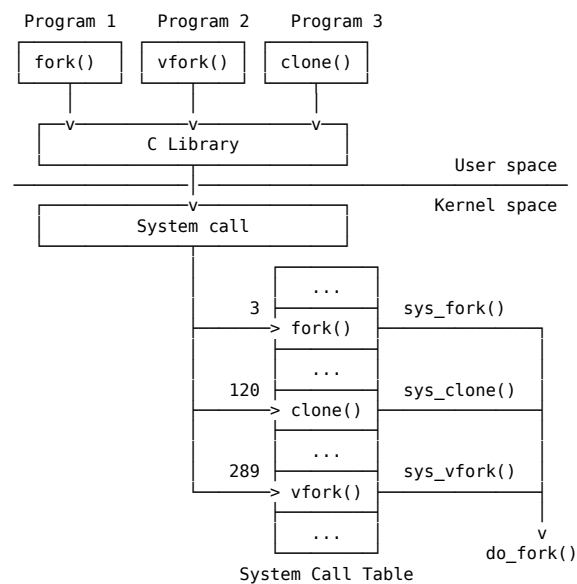 Program 1 Program 2 Program 3
fork() vfork() clone()
C Library
User space
Kernel space
System call
...
3 fork() sys_fork()
...
120 clone() sys_clone()
...
289 vfork() sys_vfork()
...
do_fork()
System Call Table